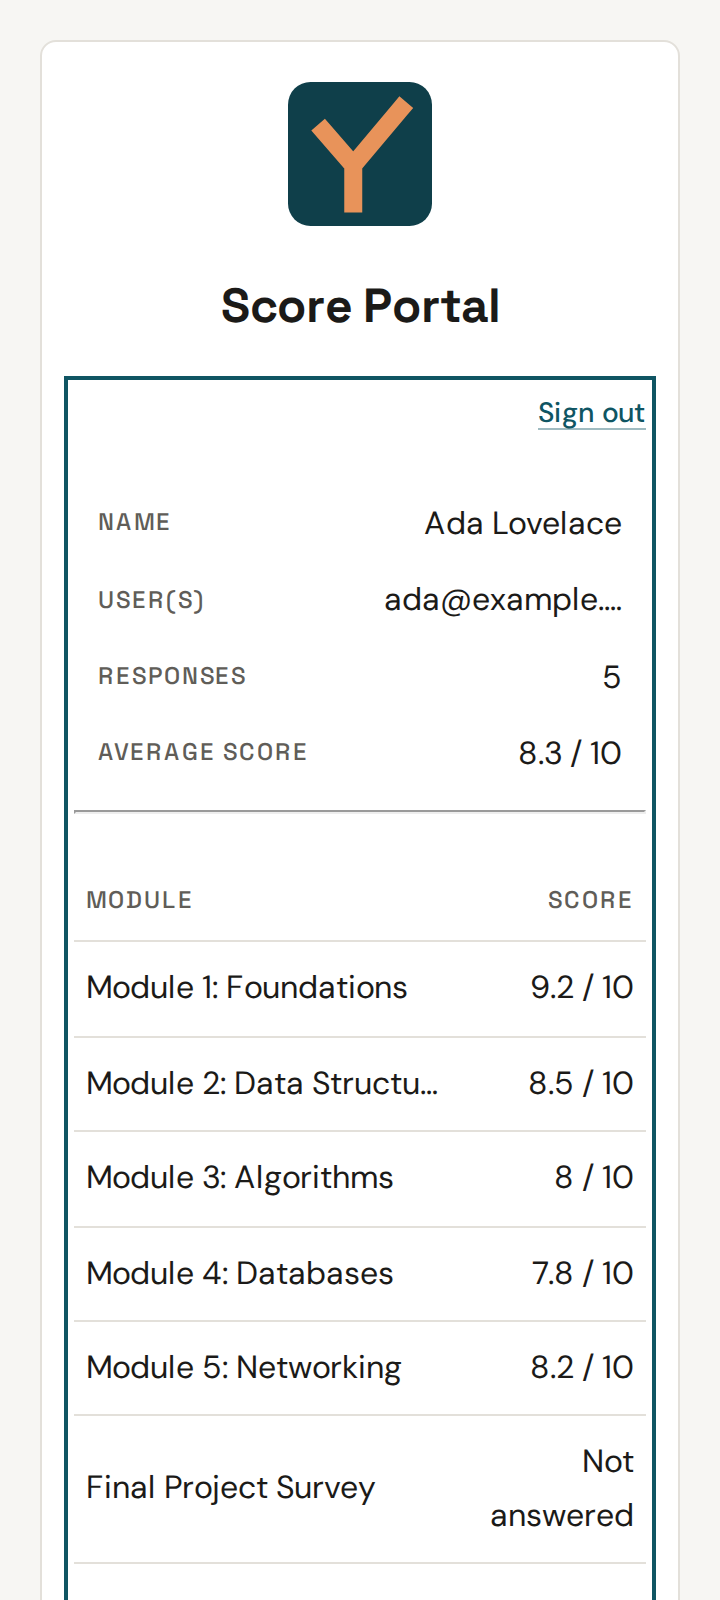 Y
Score Portal
Sign out
NAME Ada Lovelace
USER(S) ada@example....
RESPONSES 5
AVERAGE SCORE 8.3 / 10
MODULE SCORE
Module 1: Foundations 9.2 / 10
Module 2: Data Structu... 8.5 / 10
Module 3: Algorithms 8 / 10
Module 4: Databases 7.8 / 10
Module 5: Networking 8.2 / 10
Final Project Survey Not answered